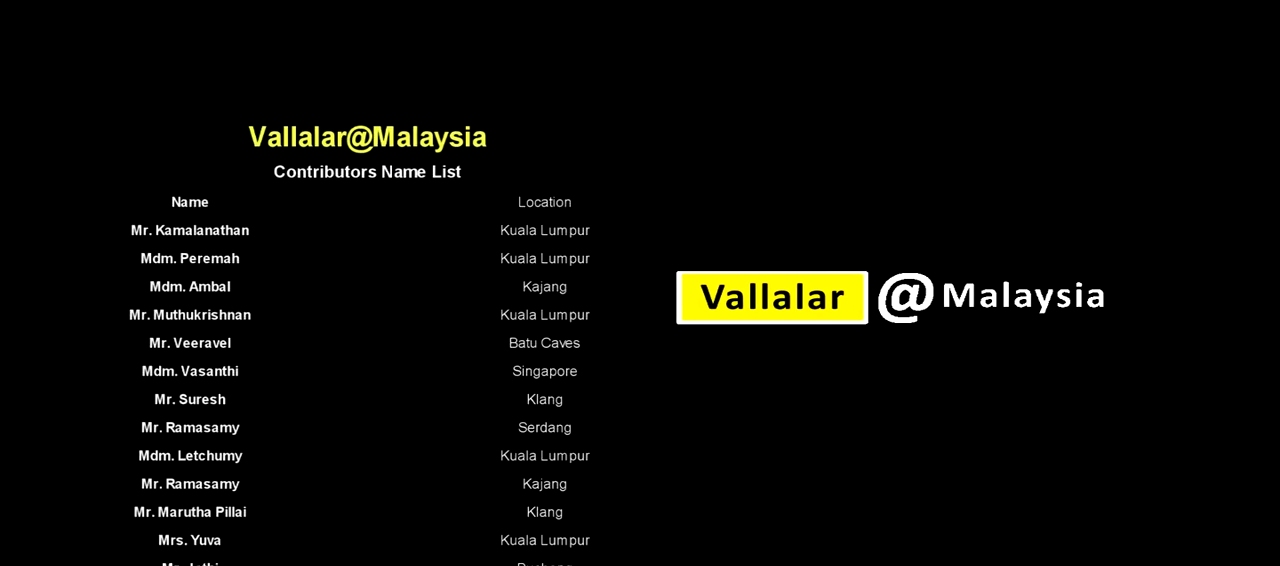 Vallalar@Malaysia
Contributors Name List
Name Location
Mr. Kamalanathan Kuala Lumpur
Mdm. Peremah Kuala Lumpur
Mdm. Ambal Kajang
Mr. Muthukrishnan Kuala Lumpur
Mr. Veeravel Batu Caves
Mdm. Vasanthi Singapore
Mr. Suresh Klang
Mr. Ramasamy Serdang
Mdm. Letchumy Kuala Lumpur
Mr. Ramasamy Kajang
Mr. Marutha Pillai Klang
Mrs. Yuva Kuala Lumpur
Vallalar @ Malaysia